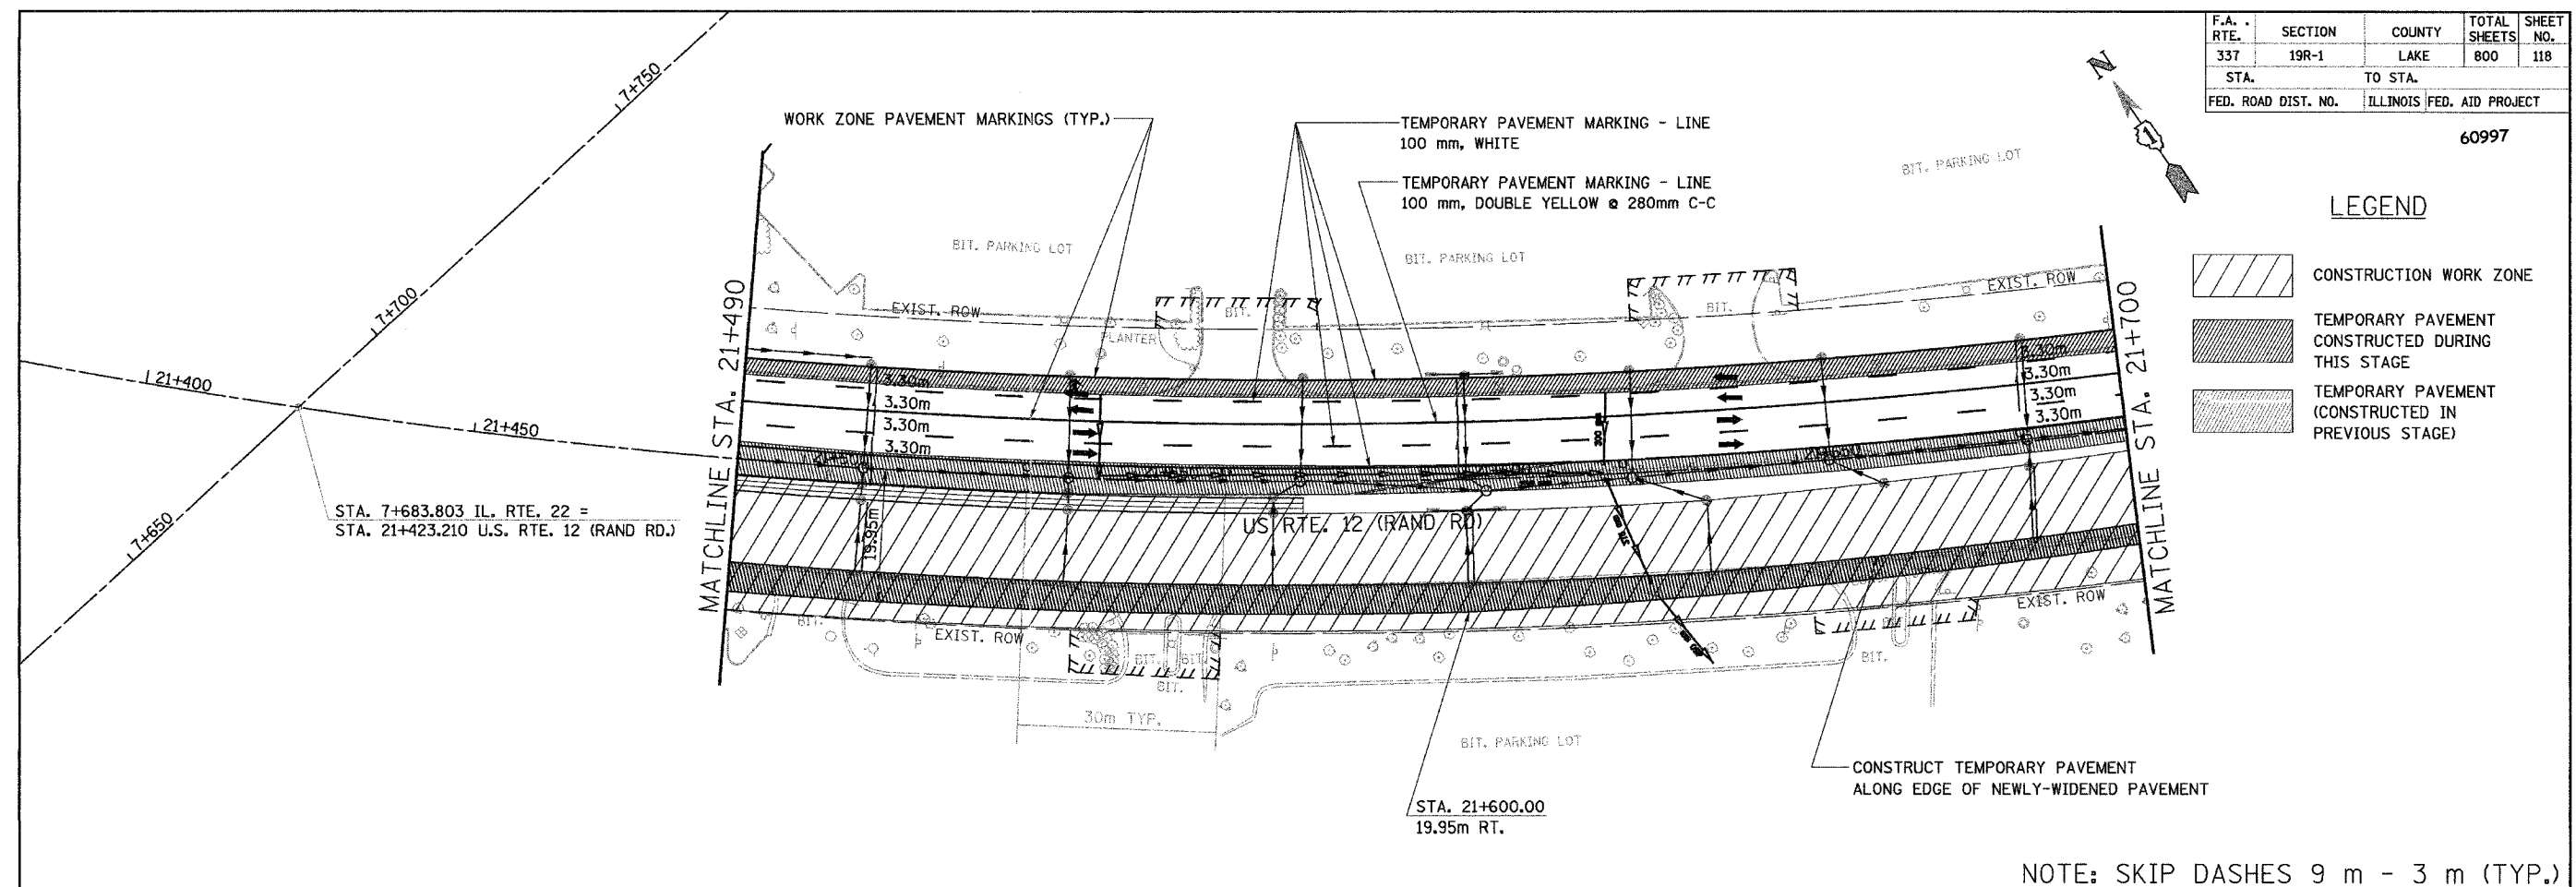 F.A. . RTE. SECTION COUNTY TOTAL SHEETS SHEET NO.
337 19R-1 LAKE 800 118
STA. TO STA.
FED. ROAD DIST. NO. ILLINOIS FED. AID PROJECT
60997
N
1
LEGEND
CONSTRUCTION WORK ZONE
TEMPORARY PAVEMENT
CONSTRUCTED DURING
THIS STAGE
TEMPORARY PAVEMENT
(CONSTRUCTED IN
PREVIOUS STAGE)
WORK ZONE PAVEMENT MARKINGS (TYP.)
TEMPORARY PAVEMENT MARKING - LINE
100 mm, WHITE
TEMPORARY PAVEMENT MARKING - LINE
100 mm, DOUBLE YELLOW @ 280mm C-C
BIT. PARKING LOT
BIT. PARKING LOT
BIT. PARKING LOT
7+750
7+700
7+650
21+400
21+450
STA. 7+683.803 IL. RTE. 22 =
STA. 21+423.210 U.S. RTE. 12 (RAND RD.)
MATCHLINE STA. 21+490
MATCHLINE STA. 21+700
EXIST. ROW
EXIST. ROW
PLANTER
BIT.
BIT.
3.30m
3.30m
3.30m
3.30m
3.30m
3.30m
3.30m
3.30m
19.95m
US RTE. 12 (RAND RD)
EXIST. ROW
EXIST. ROW
BIT.
BIT.
BIT.
BIT.
BIT.
30m TYP.
BIT. PARKING LOT
STA. 21+600.00
19.95m RT.
CONSTRUCT TEMPORARY PAVEMENT
ALONG EDGE OF NEWLY-WIDENED PAVEMENT
NOTE: SKIP DASHES 9 m - 3 m (TYP.)